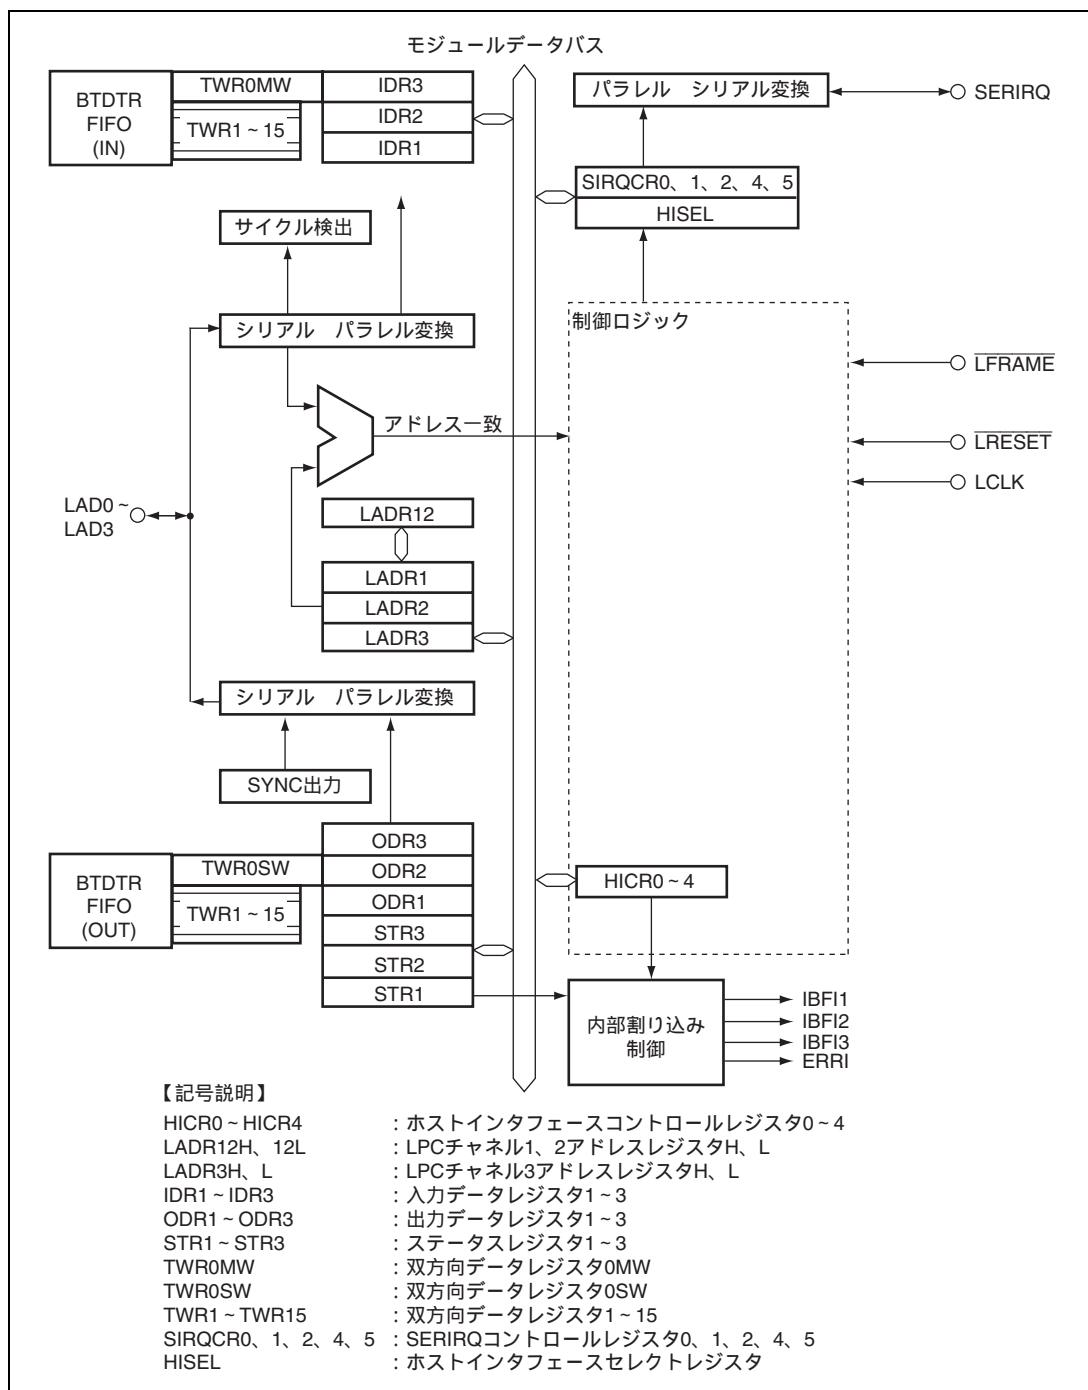 モジュールデータバス
BTDTR
FIFO
(IN)
TWR0MW
TWR1～15
IDR3
IDR2
IDR1
パラレル　シリアル変換
SERIRQ
SIRQCR0、1、2、4、5
HISEL
サイクル検出
シリアル　パラレル変換
制御ロジック
LFRAME
アドレス一致
LRESET
LCLK
LAD0～
LAD3
LADR12
LADR1
LADR2
LADR3
シリアル　パラレル変換
SYNC出力
BTDTR
FIFO
(OUT)
TWR0SW
TWR1～15
ODR3
ODR2
ODR1
STR3
STR2
STR1
HICR0～4
内部割り込み
制御
IBFI1
IBFI2
IBFI3
ERRI
【記号説明】
HICR0～HICR4 : ホストインタフェースコントロールレジスタ0～4
LADR12H、12L : LPCチャネル1、2アドレスレジスタH、L
LADR3H、L : LPCチャネル3アドレスレジスタH、L
IDR1～IDR3 : 入力データレジスタ1～3
ODR1～ODR3 : 出力データレジスタ1～3
STR1～STR3 : ステータスレジスタ1～3
TWR0MW : 双方向データレジスタ0MW
TWR0SW : 双方向データレジスタ0SW
TWR1～TWR15 : 双方向データレジスタ1～15
SIRQCR0、1、2、4、5 : SERIRQコントロールレジスタ0、1、2、4、5
HISEL : ホストインタフェースセレクトレジスタ